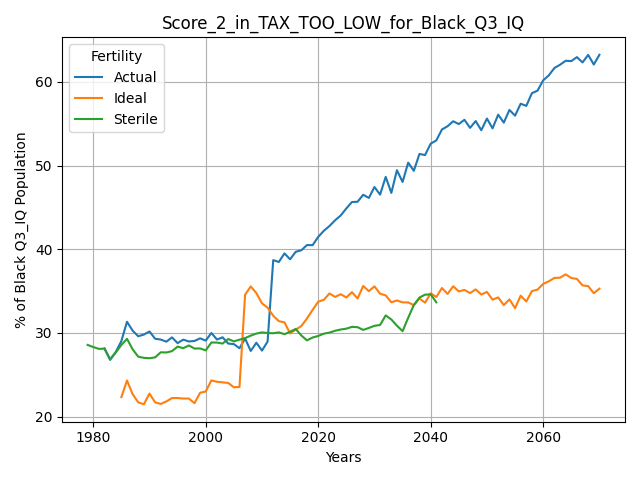 Score_2_in_TAX_TOO_LOW_for_Black_Q3_IQ
Fertility
Actual
Ideal
Sterile
% of Black Q3_IQ Population
60
50
40
30
20
1980
2000
2020
2040
2060
Years